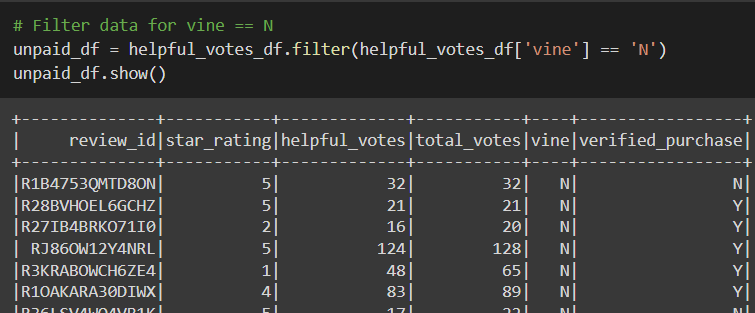 # Filter data for vine == N
unpaid_df = helpful_votes_df.filter(helpful_votes_df['vine'] == 'N')
unpaid_df.show()
+--------------+-----------+-------------+-----------+----+-----------------+
|     review_id|star_rating|helpful_votes|total_votes|vine|verified_purchase|
+--------------+-----------+-------------+-----------+----+-----------------+
|R1B4753QMTD8ON|          5|           32|         32|   N|                N|
|R28BVHOEL6GCHZ|          5|           21|         21|   N|                Y|
|R27IB4BRKO71I0|          2|           16|         20|   N|                Y|
| RJ86OW12Y4NRL|          5|          124|        128|   N|                Y|
|R3KRABOWCH6ZE4|          1|           48|         65|   N|                Y|
|R1OAKARA30DIWX|          4|           83|         89|   N|                Y|